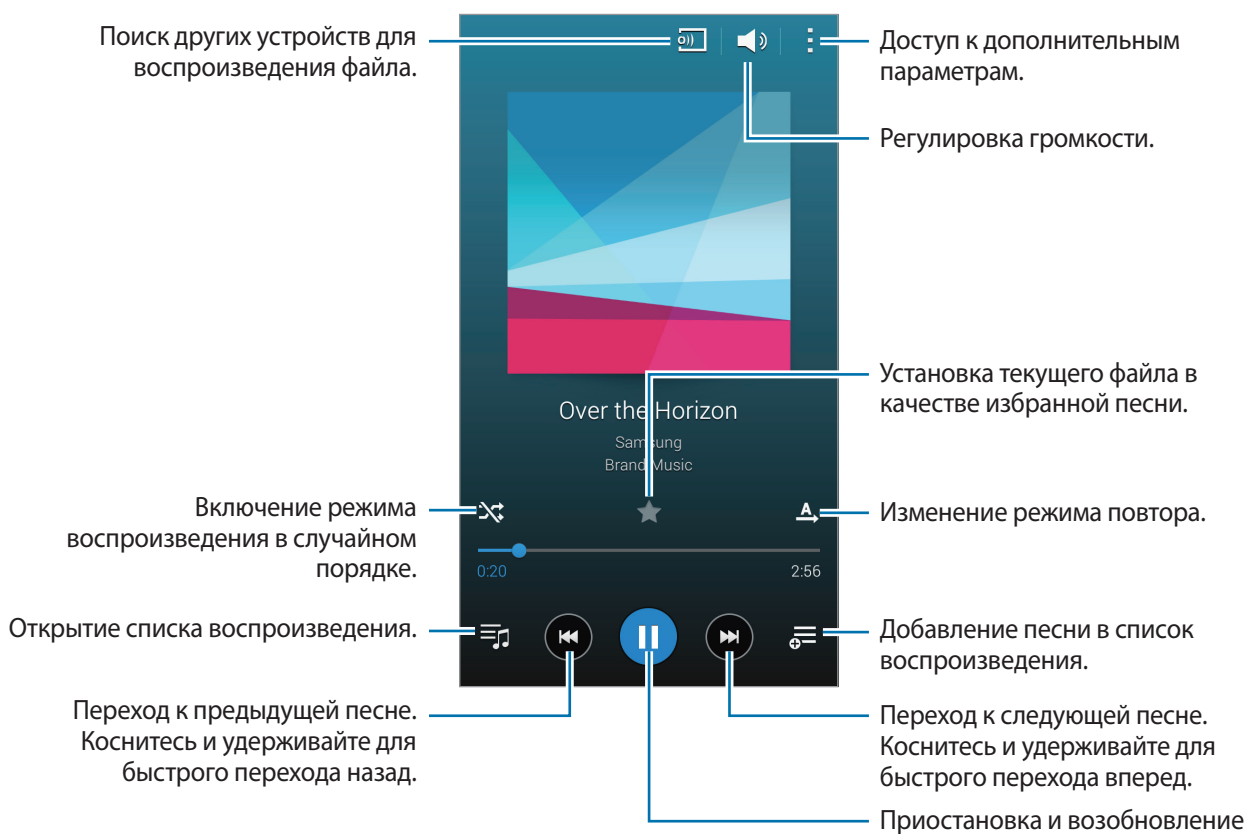 Поиск других устройств для
воспроизведения файла.
Доступ к дополнительным
параметрам.
Регулировка громкости.
Установка текущего файла в
качестве избранной песни.
Over the Horizon
Samsung
Brand Music
Включение режима
воспроизведения в случайном
порядке.
A
Изменение режима повтора.
0:20
2:56
Открытие списка воспроизведения.
Добавление песни в список
воспроизведения.
Переход к предыдущей песне.
Коснитесь и удерживайте для
быстрого перехода назад.
Переход к следующей песне.
Коснитесь и удерживайте для
быстрого перехода вперед.
Приостановка и возобновление